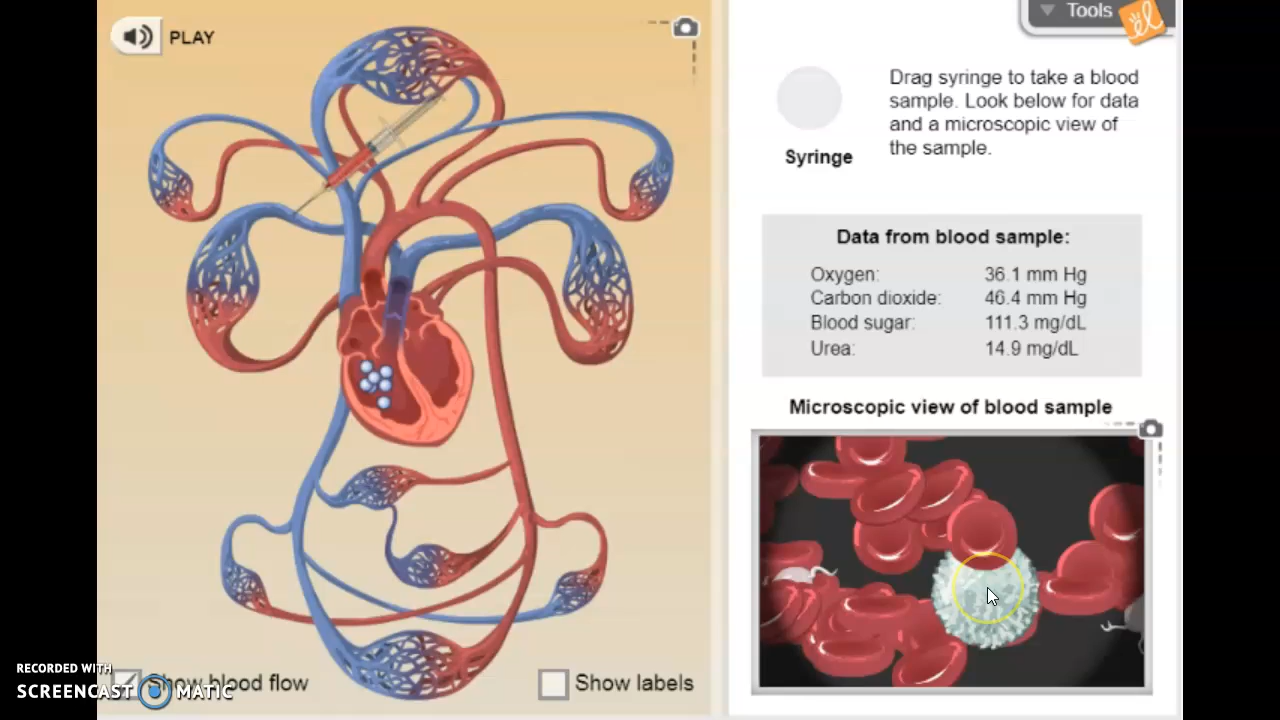 PLAY
Tools
Drag syringe to take a blood
sample. Look below for data
and a microscopic view of
the sample.
Syringe
Data from blood sample:
Oxygen: 36.1 mm Hg
Carbon dioxide: 46.4 mm Hg
Blood sugar: 111.3 mg/dL
Urea: 14.9 mg/dL
Microscopic view of blood sample
Show blood flow
Show labels
RECORDED WITH
SCREENCAST MATIC